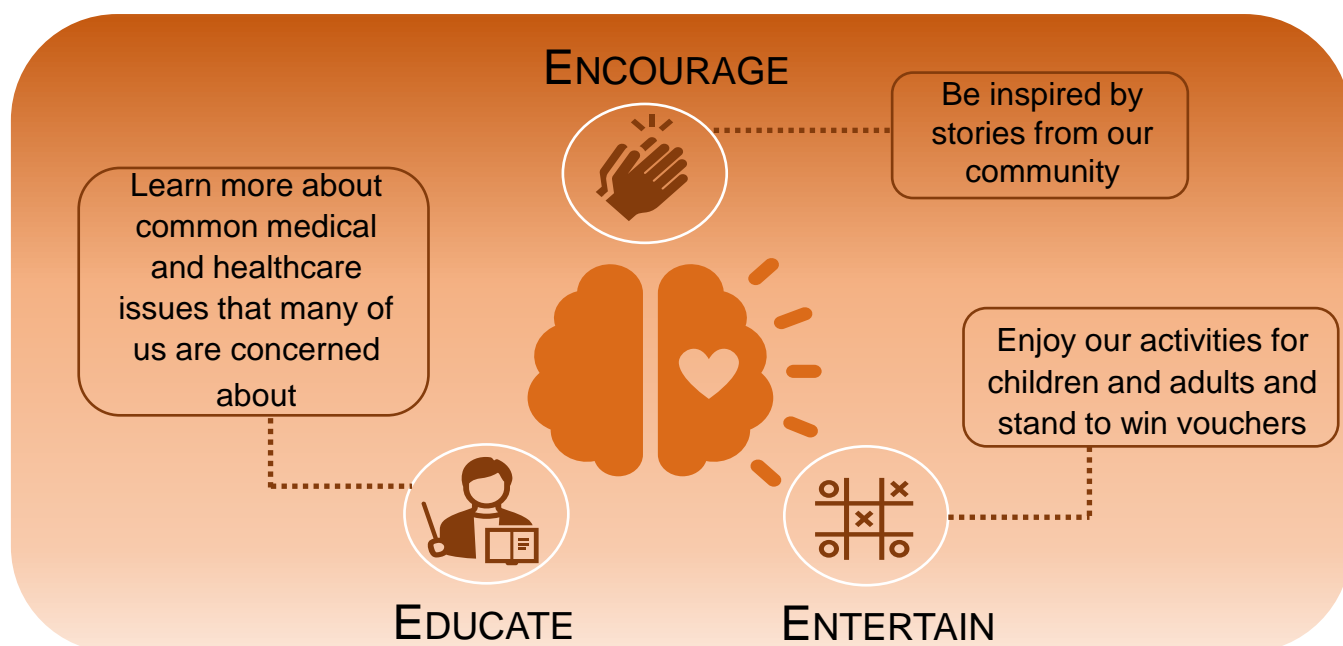 ENCOURAGE
Be inspired by
stories from our
community
Learn more about
common medical
and healthcare
issues that many of
us are concerned
about
Enjoy our activities for
children and adults and
stand to win vouchers
EDUCATE
ENTERTAIN